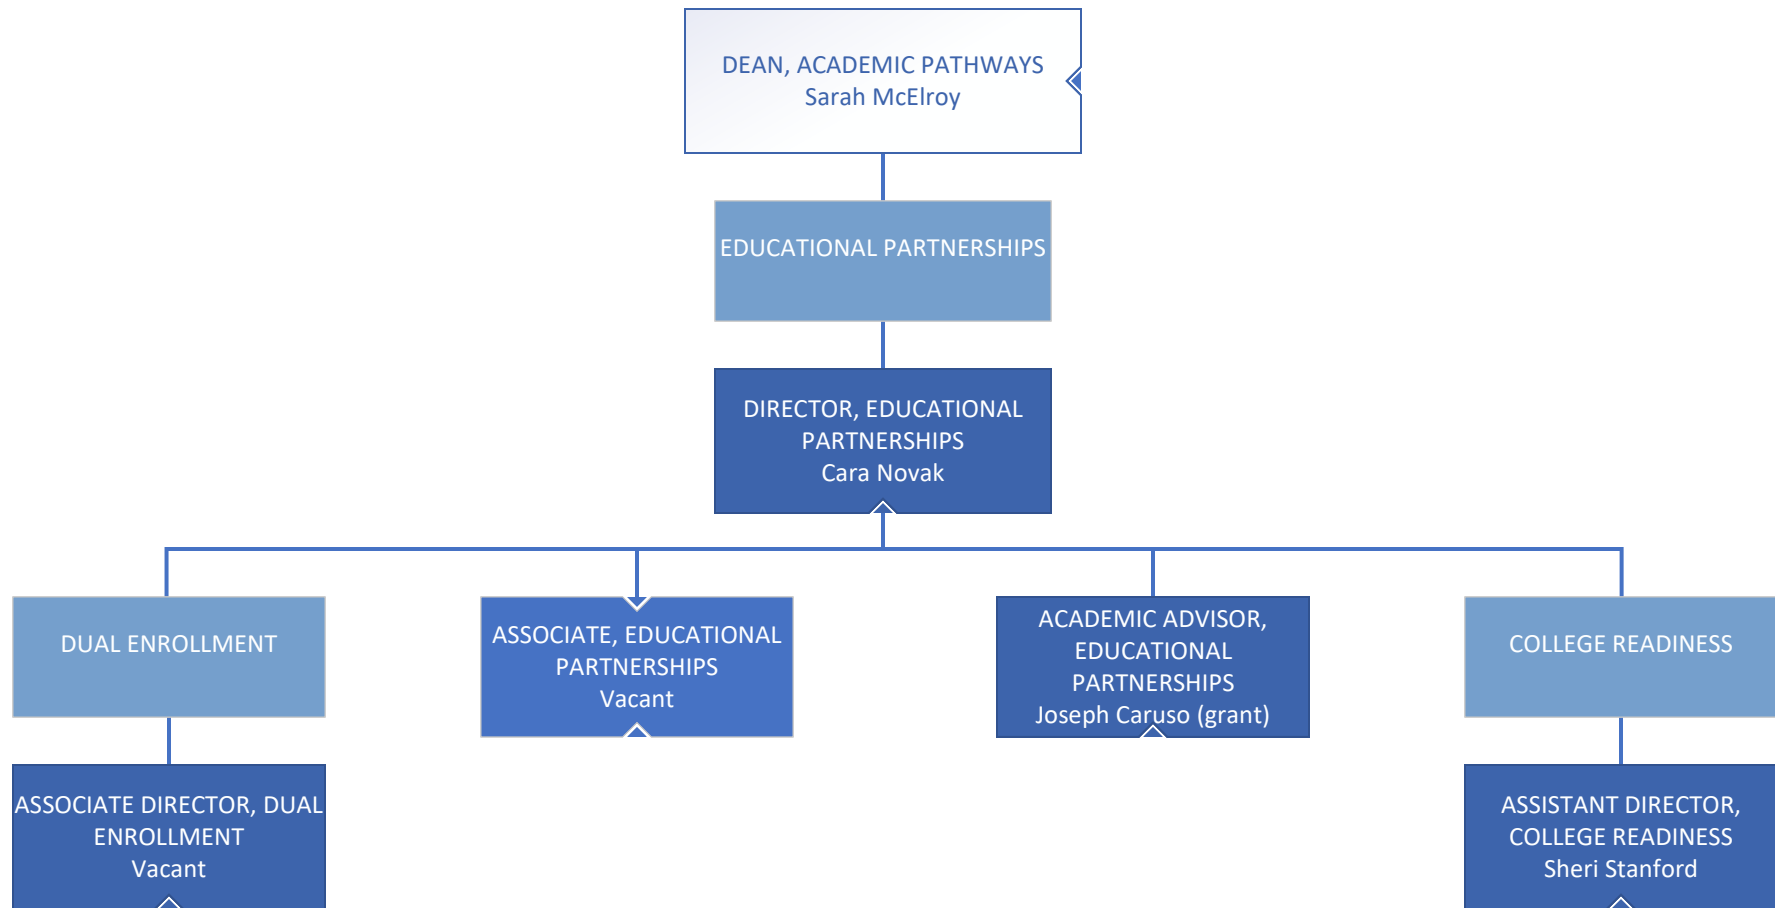 DEAN, ACADEMIC PATHWAYS
Sarah McElroy
EDUCATIONAL PARTNERSHIPS
DIRECTOR, EDUCATIONAL
PARTNERSHIPS
Cara Novak
DUAL ENROLLMENT
ASSOCIATE, EDUCATIONAL
PARTNERSHIPS
Vacant
ACADEMIC ADVISOR,
EDUCATIONAL
PARTNERSHIPS
Joseph Caruso (grant)
COLLEGE READINESS
ASSOCIATE DIRECTOR, DUAL
ENROLLMENT
Vacant
ASSISTANT DIRECTOR,
COLLEGE READINESS
Sheri Stanford